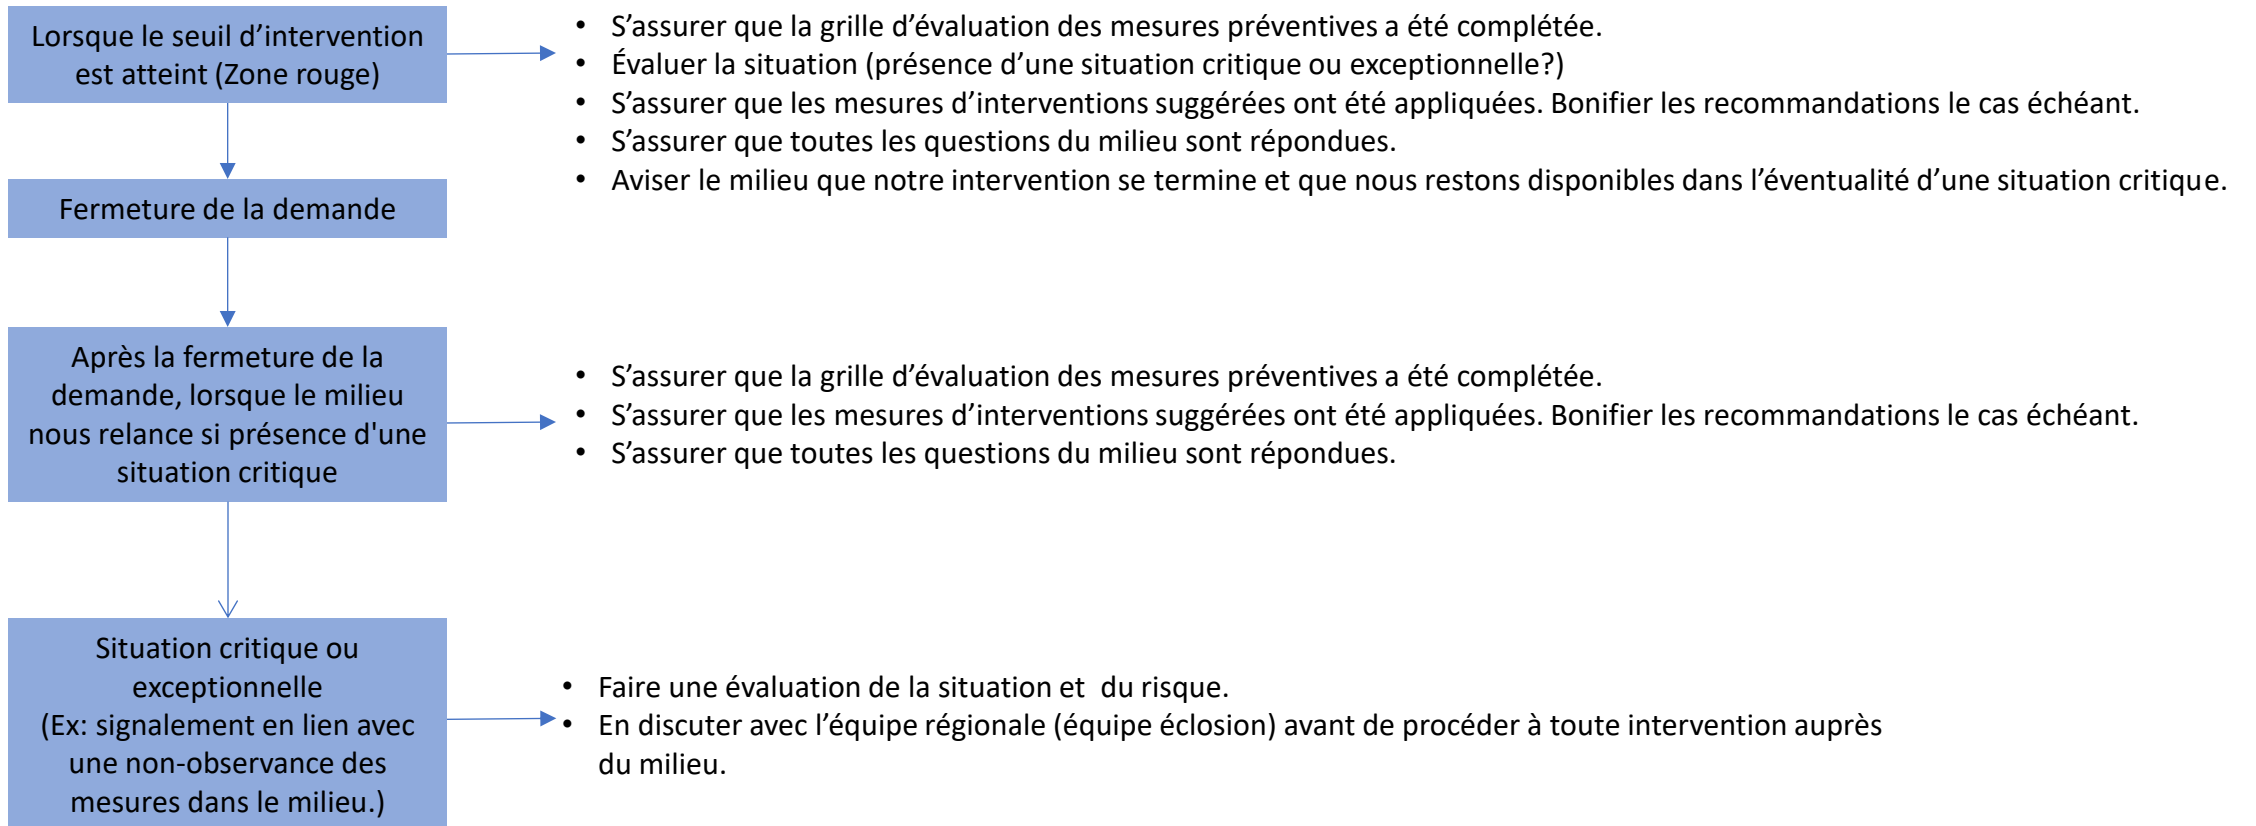 Lorsque le seuil d’intervention
est atteint (Zone rouge)
• S’assurer que la grille d’évaluation des mesures préventives a été complétée.
• Évaluer la situation (présence d’une situation critique ou exceptionnelle?)
• S’assurer que les mesures d’interventions suggérées ont été appliquées. Bonifier les recommandations le cas échéant.
• S’assurer que toutes les questions du milieu sont répondues.
• Aviser le milieu que notre intervention se termine et que nous restons disponibles dans l’éventualité d’une situation critique.
Fermeture de la demande
Après la fermeture de la
demande, lorsque le milieu
nous relance si présence d'une
situation critique
• S’assurer que la grille d’évaluation des mesures préventives a été complétée.
• S’assurer que les mesures d’interventions suggérées ont été appliquées. Bonifier les recommandations le cas échéant.
• S’assurer que toutes les questions du milieu sont répondues.
Situation critique ou
exceptionnelle
(Ex: signalement en lien avec
une non-observance des
mesures dans le milieu.)
• Faire une évaluation de la situation et  du risque.
• En discuter avec l’équipe régionale (équipe éclosion) avant de procéder à toute intervention auprès
du milieu.